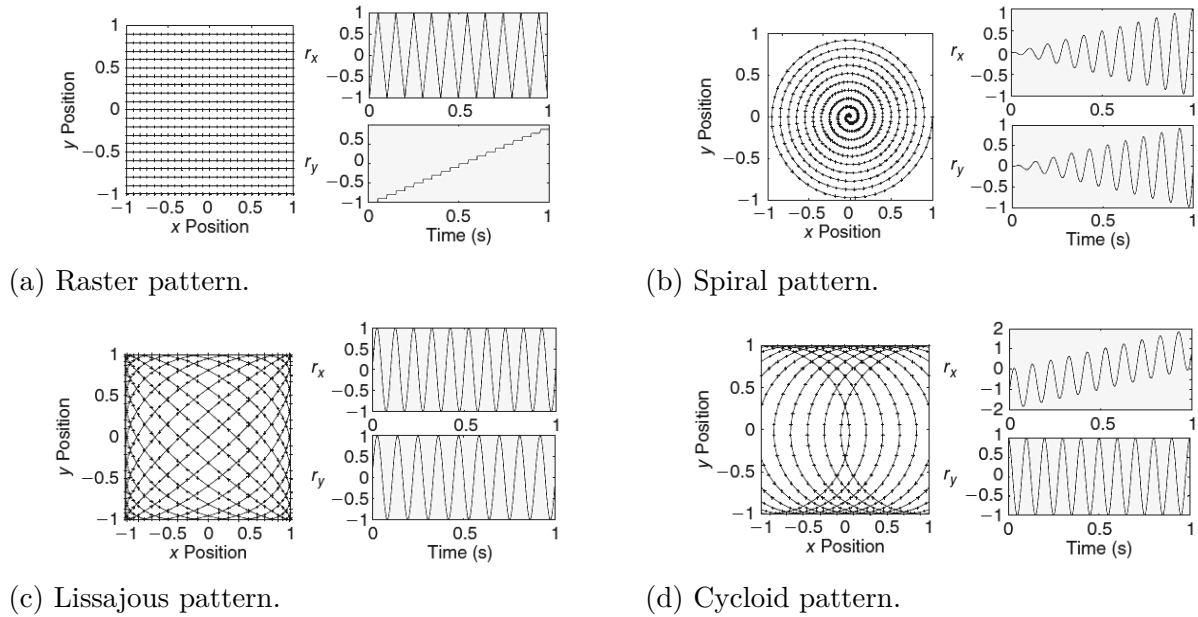 1
0.5
0
−0.5
−1
y Position
−1 −0.5 0 0.5 1
x Position
1
0.5
0
−0.5
−1
r_x
0 0.5 1
0.5
0
−0.5
−1
r_y
0 0.5 1
Time (s)
(a) Raster pattern.
1
0.5
0
−0.5
−1
y Position
−1 −0.5 0 0.5 1
x Position
1
0.5
0
−0.5
−1
r_x
0 0.5 1
1
0.5
0
−0.5
−1
r_y
0 0.5 1
Time (s)
(b) Spiral pattern.
1
0.5
0
−0.5
−1
y Position
−1 −0.5 0 0.5 1
x Position
1
0.5
0
−0.5
−1
r_x
0 0.5 1
1
0.5
0
−0.5
−1
r_y
0 0.5 1
Time (s)
(c) Lissajous pattern.
1
0.5
0
−0.5
−1
y Position
−1 −0.5 0 0.5 1
x Position
2
1
0
−1
−2
r_x
0 0.5 1
1
0.5
0
−0.5
−1
r_y
0 0.5 1
Time (s)
(d) Cycloid pattern.